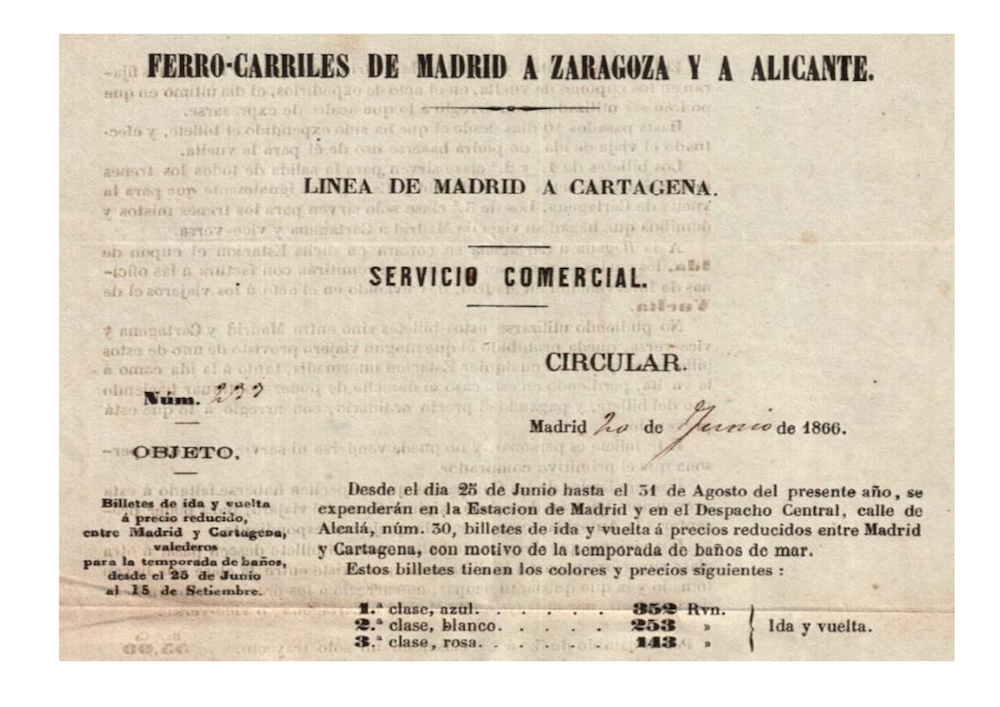 FERRO-CARRILES DE MADRID A ZARAGOZA Y A ALICANTE.
LINEA DE MADRID A CARTAGENA.
SERVICIO COMERCIAL.
CIRCULAR.
Núm. 233
Madrid 20 de Junio de 1866.
OBJETO.
Billetes de ida y vuelta
á precio reducido,
entre Madrid y Cartagena,
valederos
para la temporada de baños,
desde el 25 de Junio
al 15 de Setiembre.
Desde el dia 25 de Junio hasta el 31 de Agosto del presente año, se
expenderán en la Estacion de Madrid y en el Despacho Central, calle de
Alcalá, núm. 30, billetes de ida y vuelta á precios reducidos entre Madrid
y Cartagena, con motivo de la temporada de baños de mar.
Estos billetes tienen los colores y precios siguientes :
1.ª clase, azul. . . . . . . 352 Rvn.
2.ª clase, blanco. . . . . . 253 »
3.ª clase, rosa. . . . . . . 143 »
Ida y vuelta.